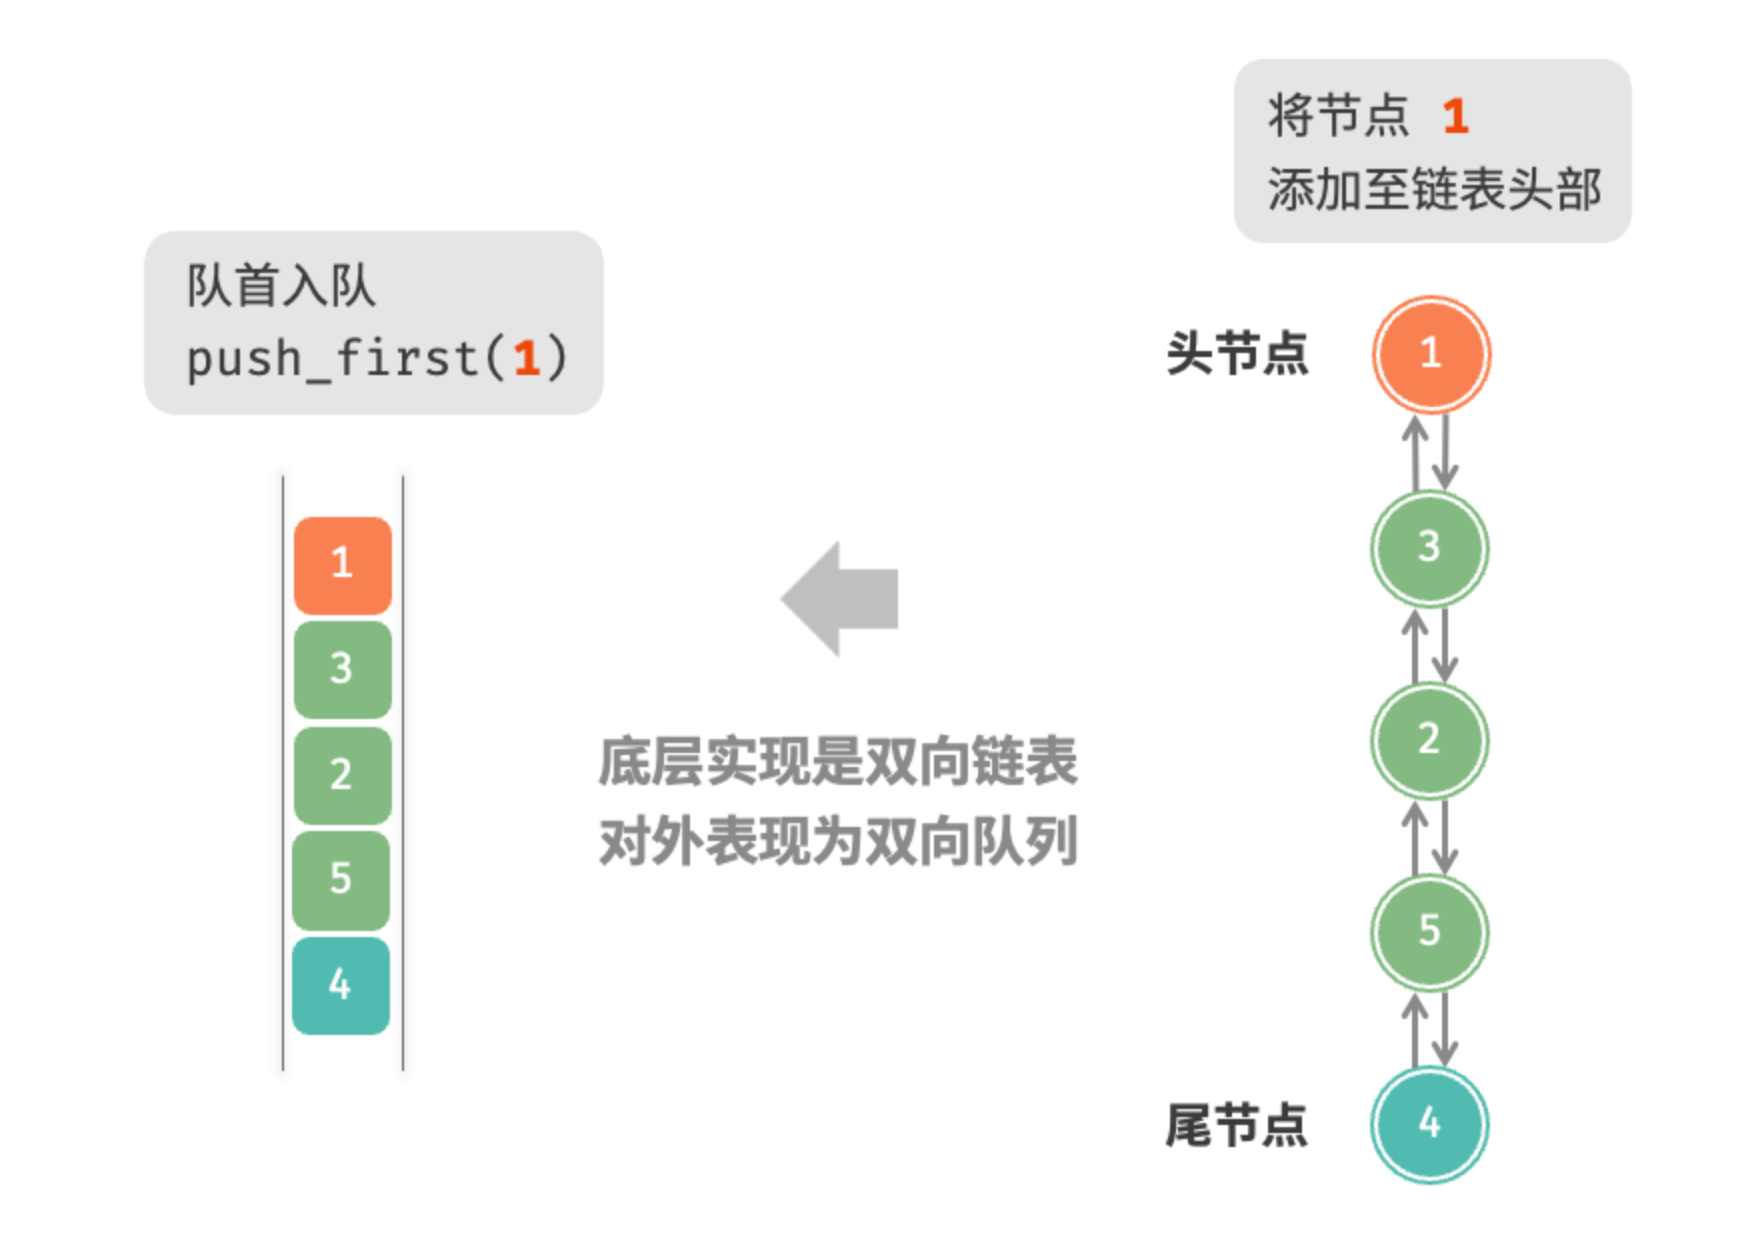 队首入队
push_first(1)
1
3
2
5
4
底层实现是双向链表
对外表现为双向队列
将节点 1
添加至链表头部
头节点
1
3
2
5
尾节点
4